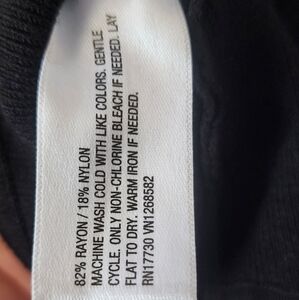 82% RAYON / 18% NYLON
MACHINE WASH COLD WITH LIKE COLORS. GENTLE
CYCLE. ONLY NON-CHLORINE BLEACH IF NEEDED. LAY
FLAT TO DRY. WARM IRON IF NEEDED.
RN17730 VN1268582